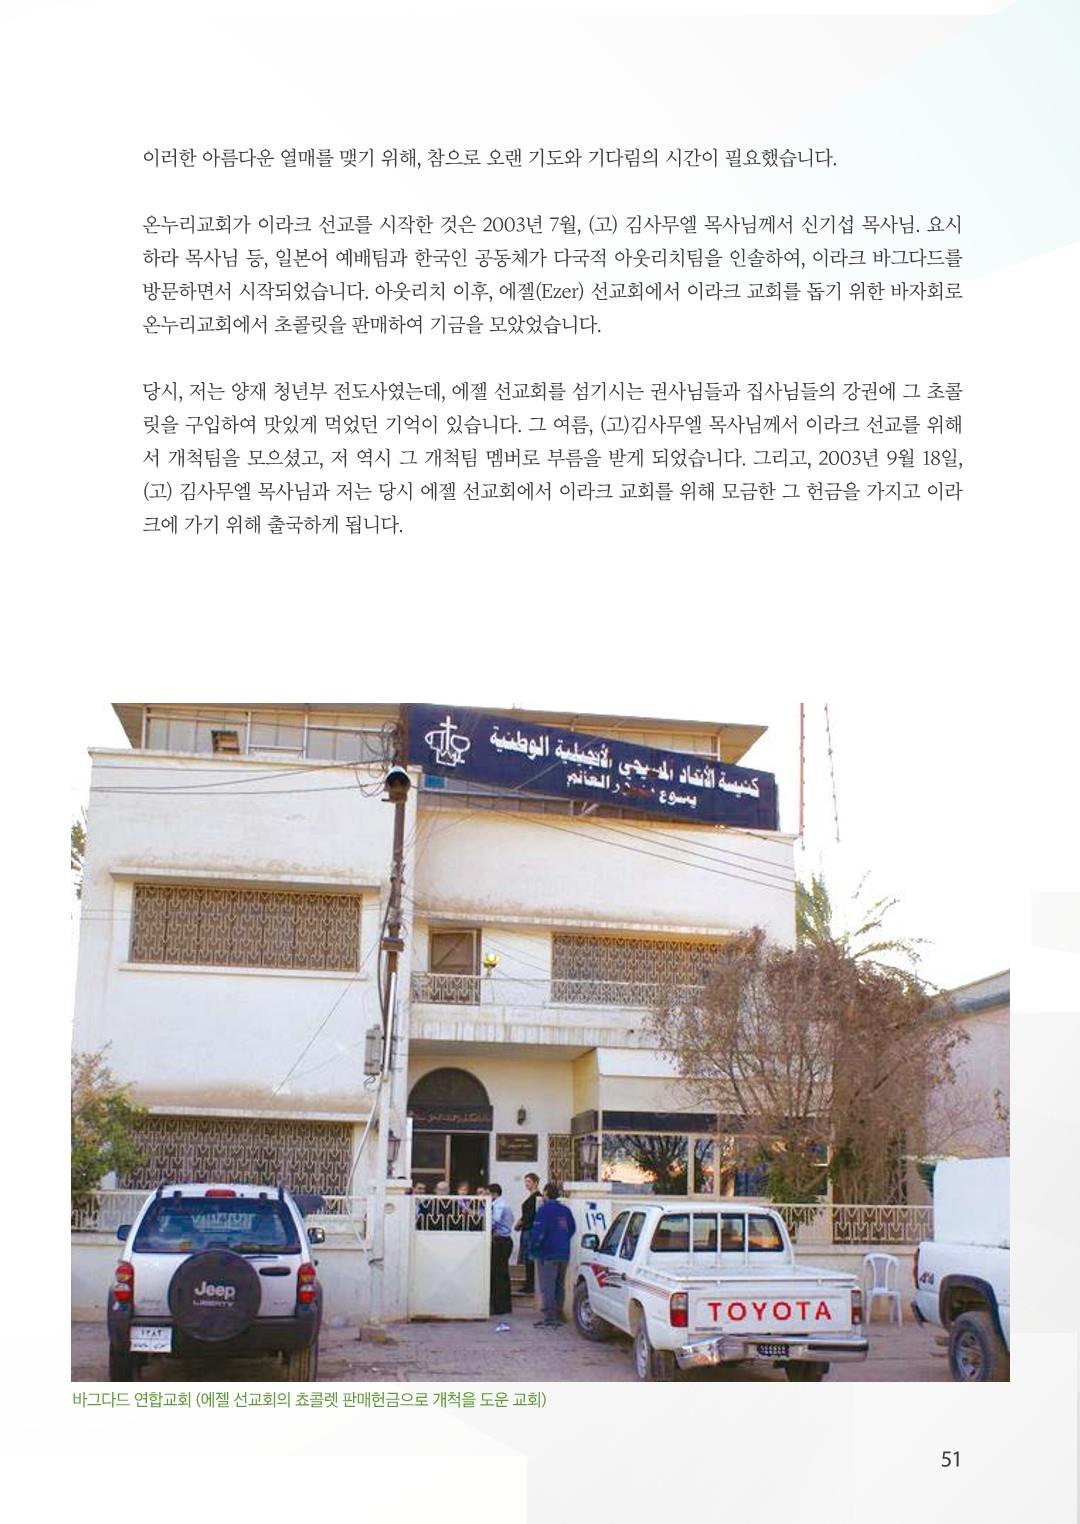 이러한 아름다운 열매를 맺기 위해, 참으로 오랜 기도와 기다림의 시간이 필요했습니다.
온누리교회가 이라크 선교를 시작한 것은 2003년 7월, (고) 김사무엘 목사님께서 신기섭 목사님. 요시
하라 목사님 등, 일본어 예배팀과 한국인 공동체가 다국적 아웃리치팀을 인솔하여, 이라크 바그다드를
방문하면서 시작되었습니다. 아웃리치 이후, 에젤(Ezer) 선교회에서 이라크 교회를 돕기 위한 바자회로
온누리교회에서 초콜릿을 판매하여 기금을 모았었습니다.
당시, 저는 양재 청년부 전도사였는데, 에젤 선교회를 섬기시는 권사님들과 집사님들의 강권에 그 초콜
릿을 구입하여 맛있게 먹었던 기억이 있습니다. 그 여름, (고)김사무엘 목사님께서 이라크 선교를 위해
서 개척팀을 모으셨고, 저 역시 그 개척팀 멤버로 부름을 받게 되었습니다. 그리고, 2003년 9월 18일,
(고) 김사무엘 목사님과 저는 당시 에젤 선교회에서 이라크 교회를 위해 모금한 그 헌금을 가지고 이라
크에 가기 위해 출국하게 됩니다.
كنيسة الأتحاد المسيحي الأنجيلية الوطنية
يسوع العالم
١١٩
Jeep
LIBERTY
TOYOTA
바그다드 연합교회 (에젤 선교회의 쵸콜렛 판매헌금으로 개척을 도운 교회)
51